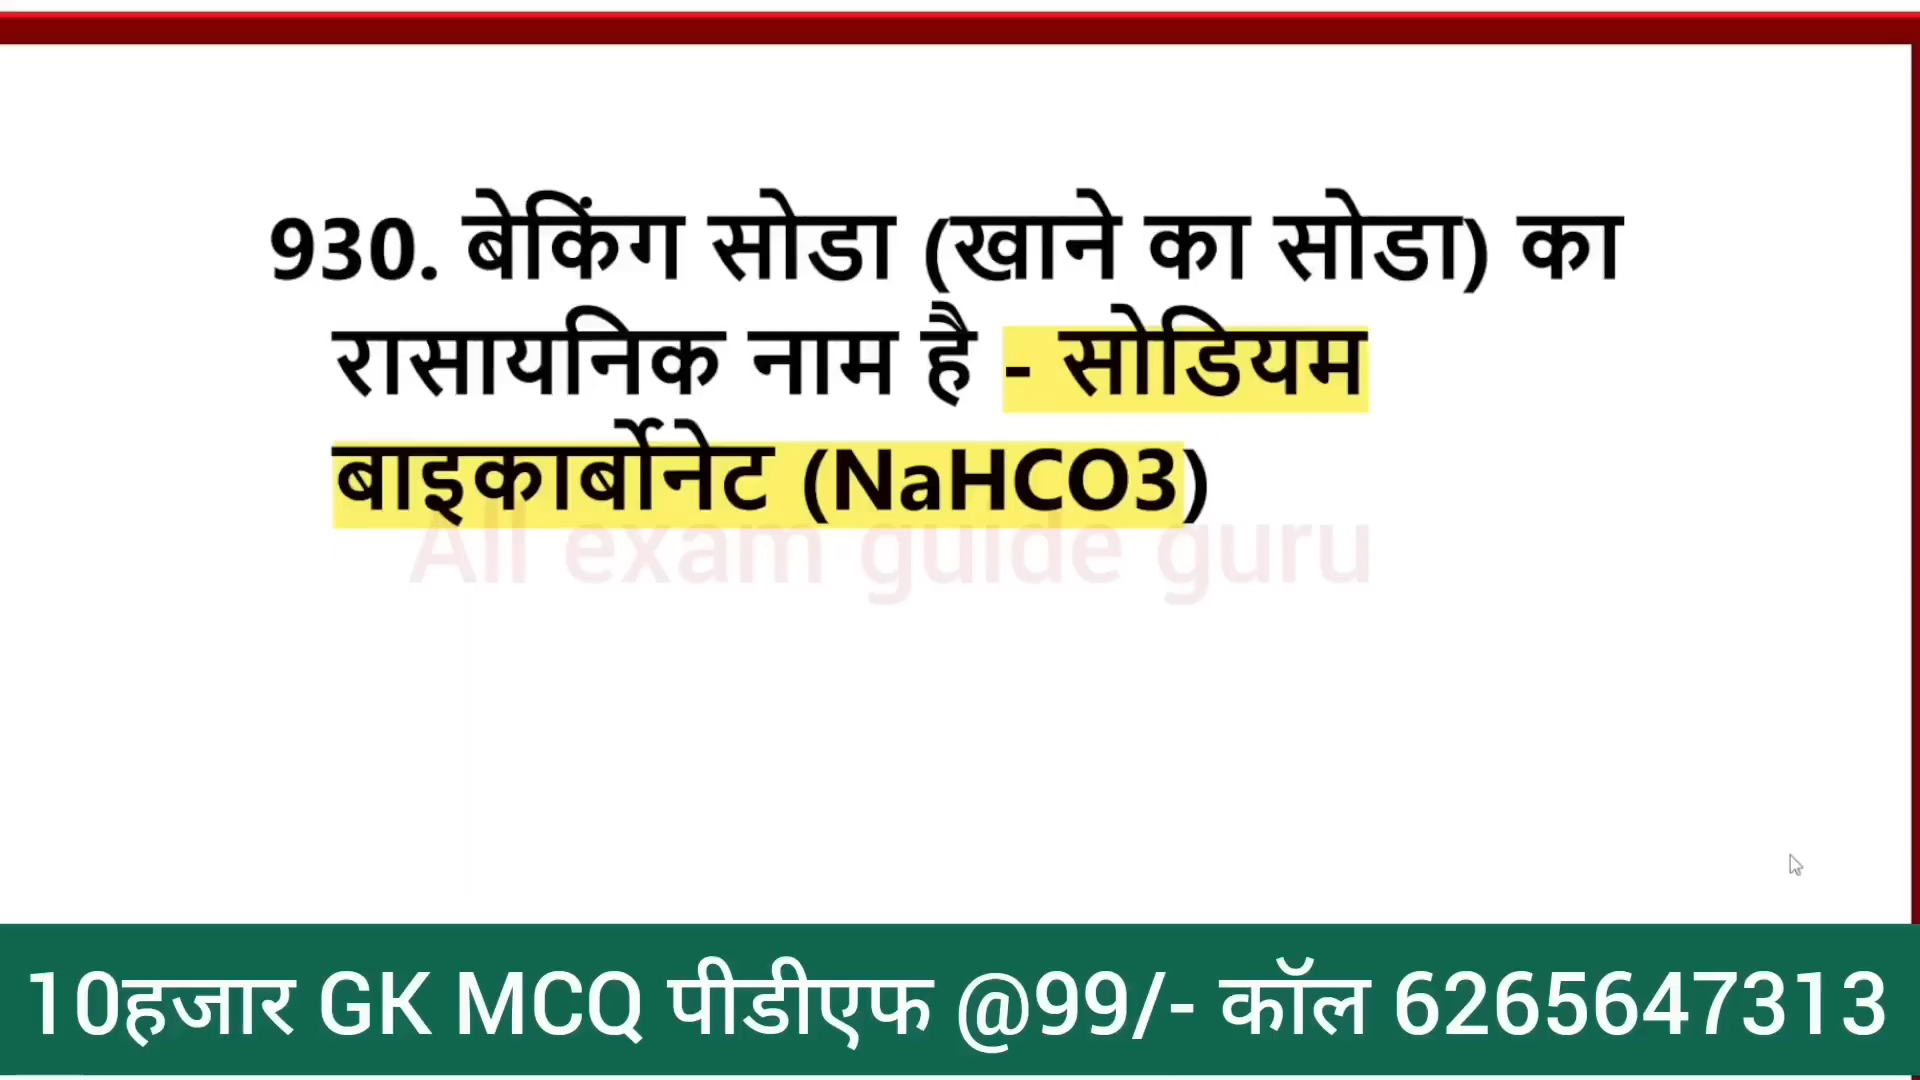 930. बेकिंग सोडा (खाने का सोडा) का
रासायनिक नाम है - सोडियम
बाइकार्बोनेट (NaHCO3)
All exam guide guru
10हजार GK MCQ पीडीएफ @99/- कॉल 6265647313